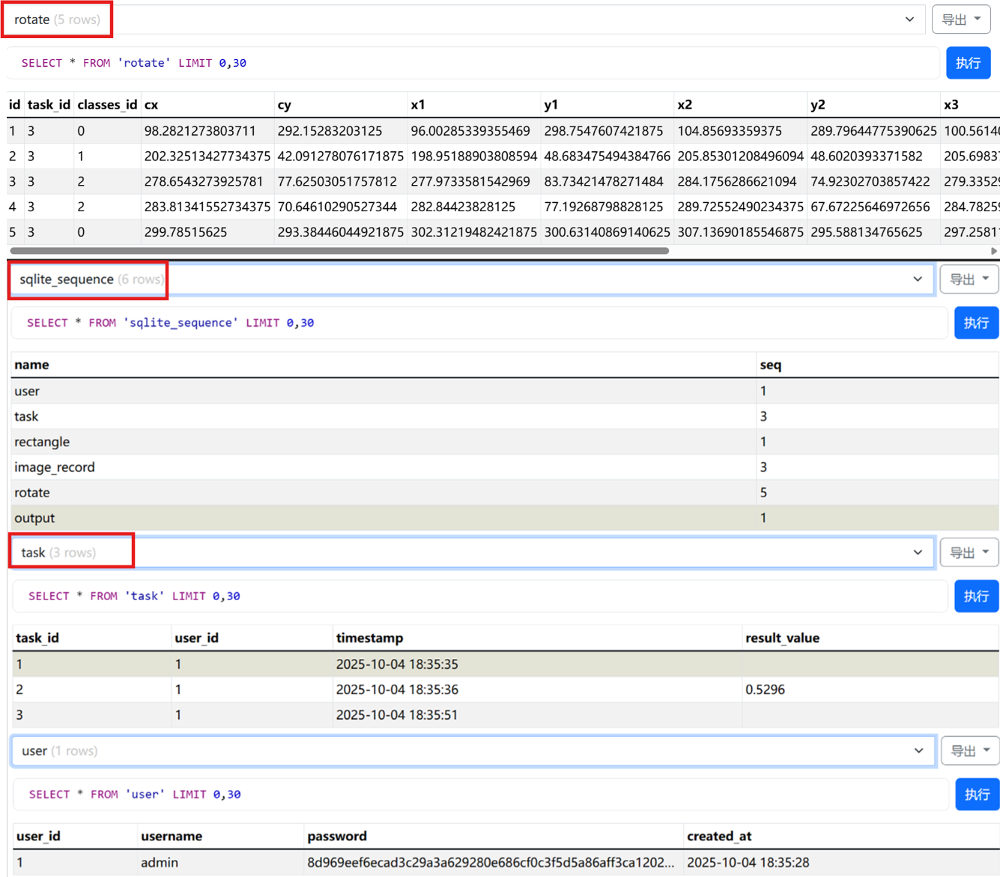 rotate (5 rows) 导出
SELECT * FROM 'rotate' LIMIT 0,30 执行
id task_id classes_id cx cy x1 y1 x2 y2 x3
1 3 0 98.2821273803711 292.15283203125 96.00285339355469 298.7547607421875 104.85693359375 289.79644775390625 100.5614
2 3 1 202.32513427734375 42.091278076171875 198.95188903808594 48.683475494384766 205.85301208496094 48.6020393371582 205.6983
3 3 2 278.6543273925781 77.62503051757812 277.9733581542969 83.73421478271484 284.1756286621094 74.92302703857422 279.3352
4 3 2 283.81341552734375 70.64610290527344 282.84423828125 77.19268798828125 289.72552490234375 67.67225646972656 284.7825
5 3 0 299.78515625 293.38446044921875 302.31219482421875 300.63140869140625 307.13690185546875 295.588134765625 297.2581
sqlite_sequence (6 rows) 导出
SELECT * FROM 'sqlite_sequence' LIMIT 0,30 执行
name seq
user 1
task 3
rectangle 1
image_record 3
rotate 5
output 1
task (3 rows) 导出
SELECT * FROM 'task' LIMIT 0,30 执行
task_id user_id timestamp result_value
1 1 2025-10-04 18:35:35
2 1 2025-10-04 18:35:36 0.5296
3 1 2025-10-04 18:35:51
user (1 rows) 导出
SELECT * FROM 'user' LIMIT 0,30 执行
user_id username password created_at
1 admin 8d969eef6ecad3c29a3a629280e686cf0c3f5d5a86aff3ca1202... 2025-10-04 18:35:28